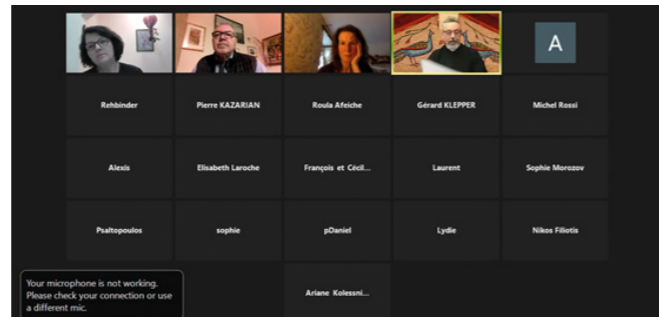 A
Rehbinder
Pierre KAZARIAN
Roula Afeiche
Gérard KLEPPER
Michel Rossi
Alexis
Elisabeth Laroche
François et Cécil...
Laurent
Sophie Morozov
Psaltopoulos
sophie
pDaniel
Lydie
Nikos Filiotis
Your microphone is not working.
Please check your connection or use
a different mic.
Ariane Kolessni...